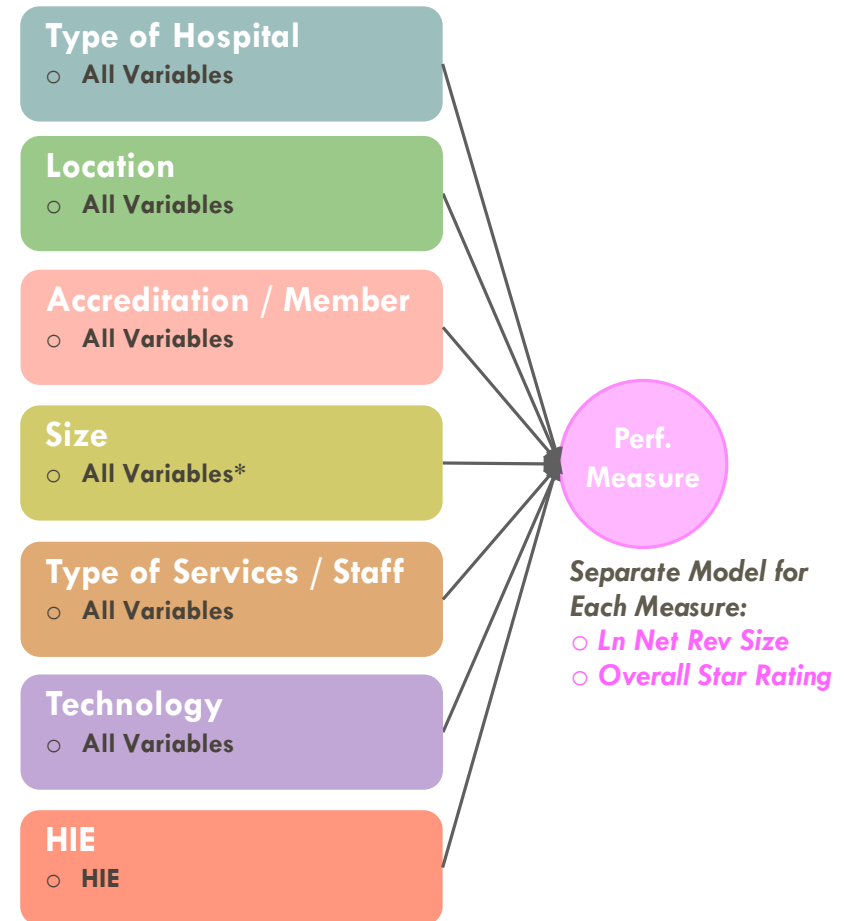 Type of Hospital
○ All Variables
Location
○ All Variables
Accreditation / Member
○ All Variables
Size
○ All Variables*
Type of Services / Staff
○ All Variables
Technology
○ All Variables
HIE
○ HIE
Perf.
Measure
Separate Model for
Each Measure:
○ Ln Net Rev Size
○ Overall Star Rating